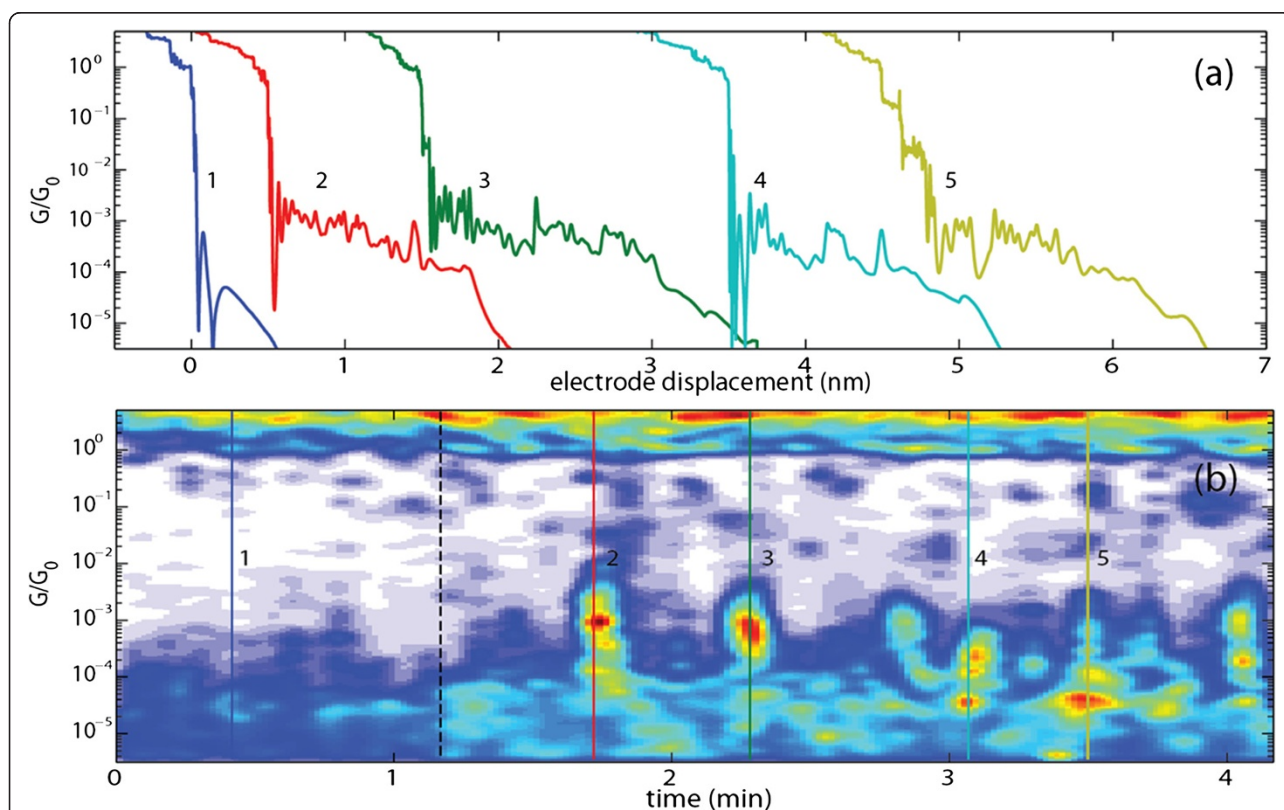 (a)
10⁰
10⁻¹
10⁻²
10⁻³
10⁻⁴
10⁻⁵
G/G₀
1 2 3 4 5
0 1 2 3 4 5 6 7
electrode displacement (nm)
(b)
10⁰
10⁻¹
10⁻²
10⁻³
10⁻⁴
10⁻⁵
G/G₀
1 2 3 4 5
0 1 2 3 4
time (min)